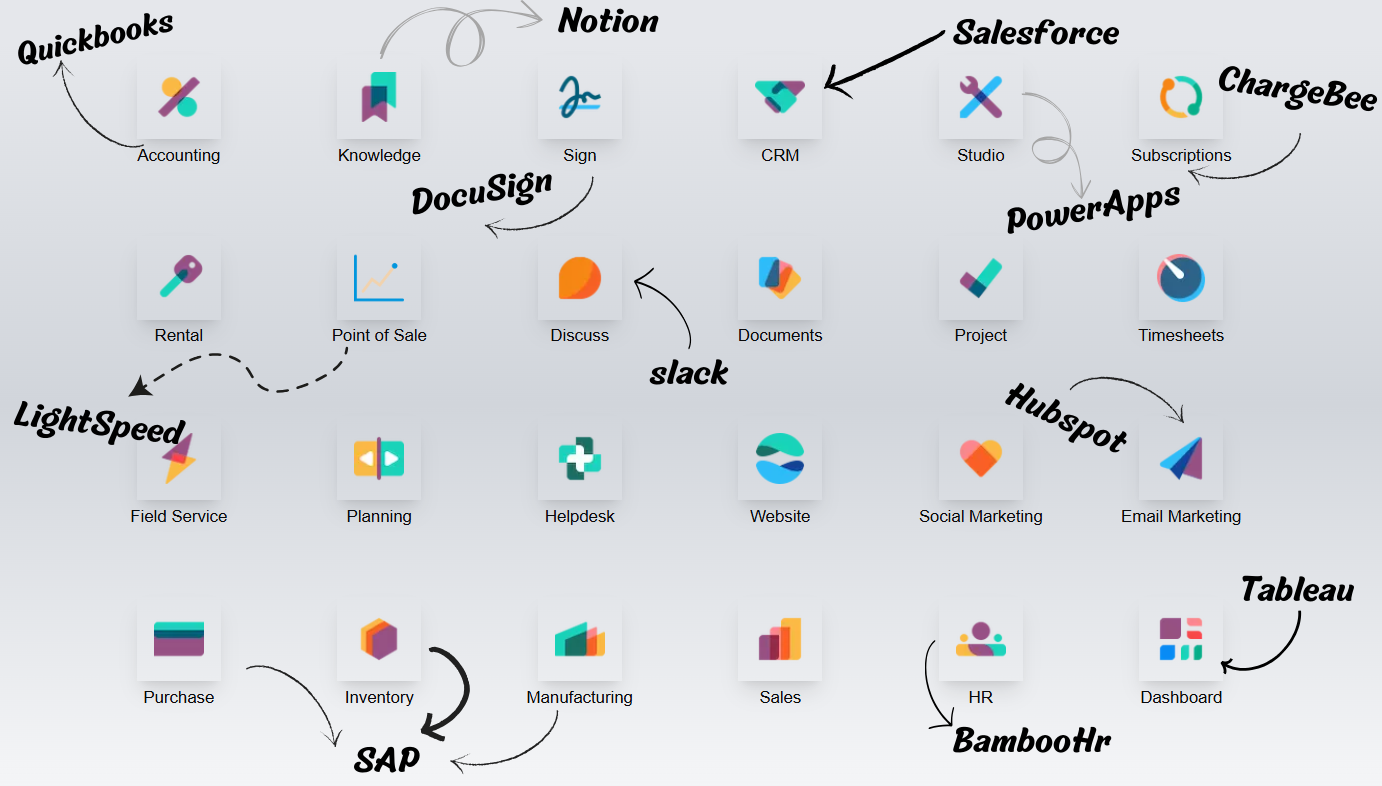 Quickbooks
Notion
Salesforce
ChargeBee
Accounting
Knowledge
Sign
CRM
Studio
Subscriptions
DocuSign
PowerApps
Rental
Point of Sale
Discuss
Documents
Project
Timesheets
slack
LightSpeed
Hubspot
Field Service
Planning
Helpdesk
Website
Social Marketing
Email Marketing
Tableau
Purchase
Inventory
Manufacturing
Sales
HR
Dashboard
SAP
BambooHr